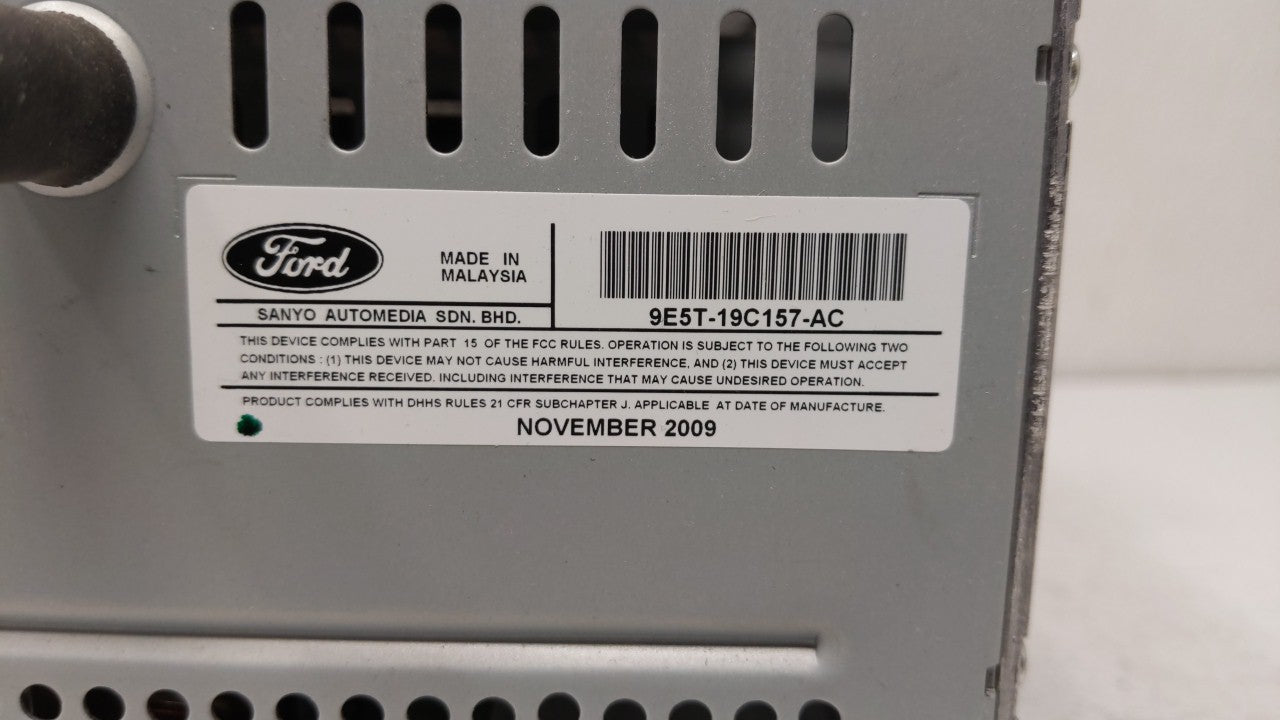 Ford
MADE IN
MALAYSIA
SANYO AUTOMEDIA SDN. BHD.
9E5T-19C157-AC
THIS DEVICE COMPLIES WITH PART 15 OF THE FCC RULES. OPERATION IS SUBJECT TO THE FOLLOWING TWO
CONDITIONS : (1) THIS DEVICE MAY NOT CAUSE HARMFUL INTERFERENCE, AND (2) THIS DEVICE MUST ACCEPT
ANY INTERFERENCE RECEIVED. INCLUDING INTERFERENCE THAT MAY CAUSE UNDESIRED OPERATION.
PRODUCT COMPLIES WITH DHHS RULES 21 CFR SUBCHAPTER J. APPLICABLE AT DATE OF MANUFACTURE.
NOVEMBER 2009